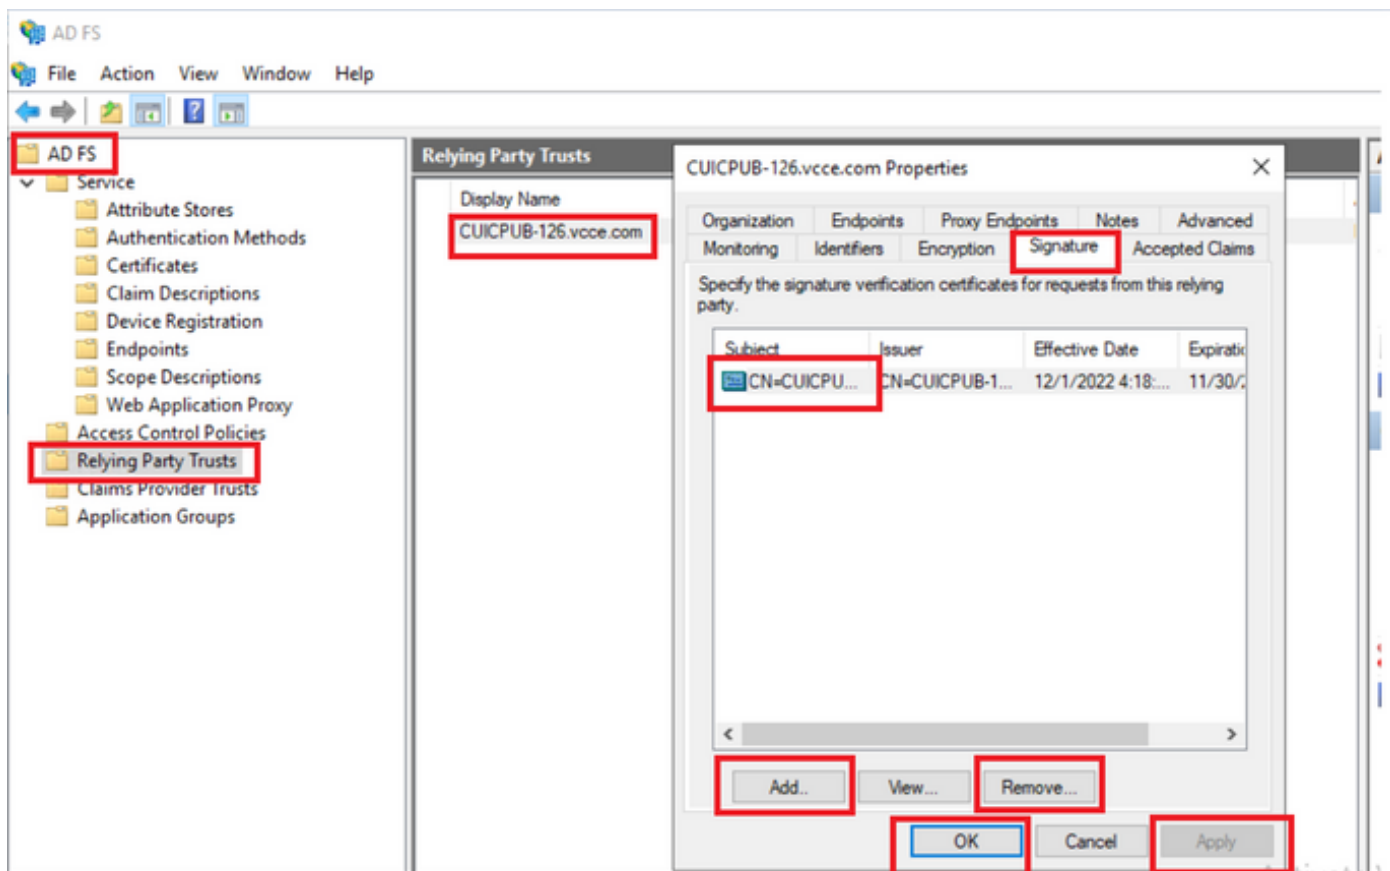 AD FS
File Action View Window Help
AD FS
Service
Attribute Stores
Authentication Methods
Certificates
Claim Descriptions
Device Registration
Endpoints
Scope Descriptions
Web Application Proxy
Access Control Policies
Relying Party Trusts
Claims Provider Trusts
Application Groups
Relying Party Trusts
Display Name
CUICPUB-126.vcce.com
CUICPUB-126.vcce.com Properties
Organization Endpoints Proxy Endpoints Notes Advanced
Monitoring Identifiers Encryption Signature Accepted Claims
Specify the signature verification certificates for requests from this relying
party.
Subject Issuer Effective Date Expiratic
CN=CUICPU... CN=CUICPUB-1... 12/1/2022 4:18:... 11/30/2
Add.. View... Remove...
OK Cancel Apply